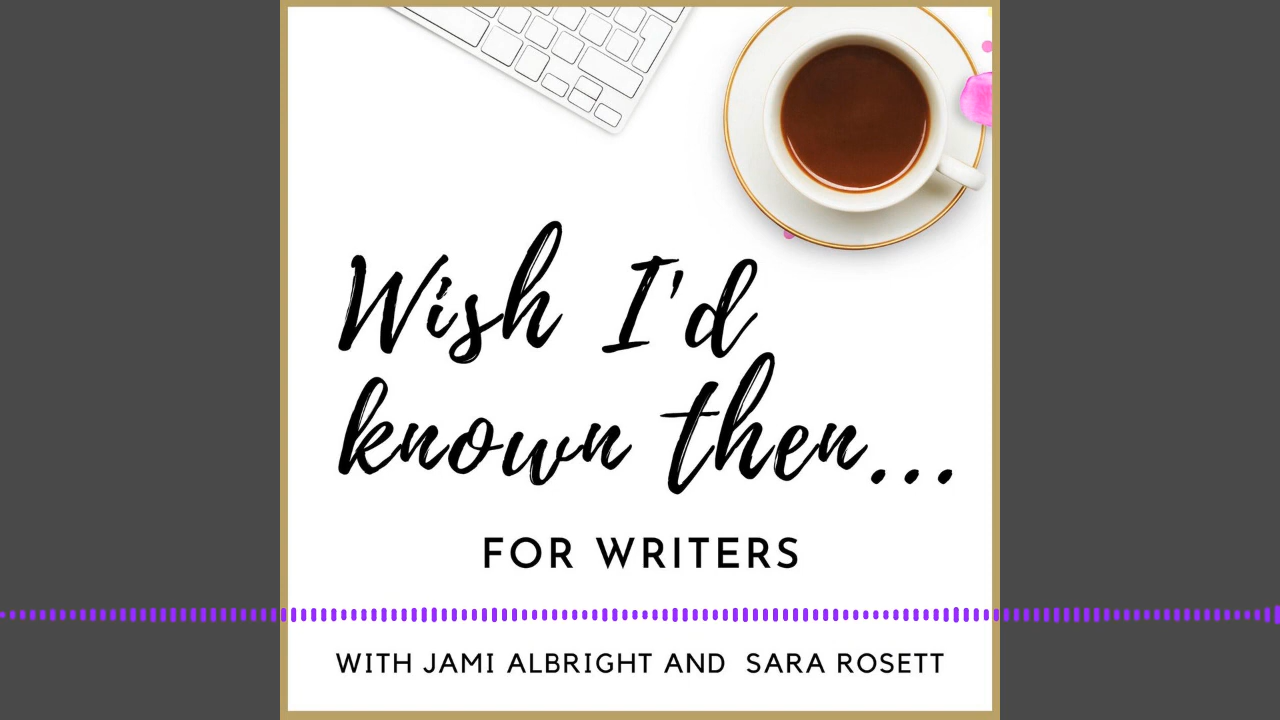 Wish I'd
known then...
FOR WRITERS
WITH JAMI ALBRIGHT AND SARA ROSETT